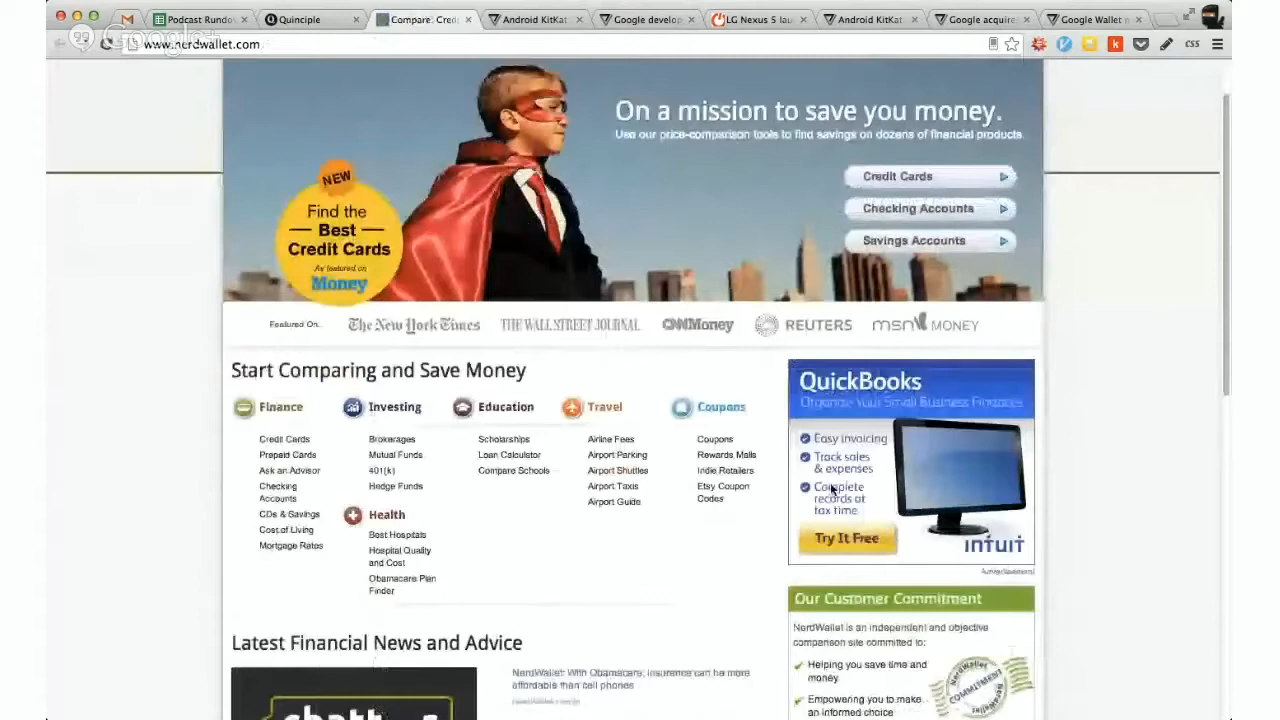 Podcast Rundo
Quinciple
Compare: Cred
Android KitKat
Google develop
LG Nexus S lau
Android KitKat
Google acquire
Google Wallet n
Google+
www.nerdwallet.com
css
On a mission to save you money.
Use our price-comparison tools to find savings on dozens of financial products.
Credit Cards
Checking Accounts
Savings Accounts
NEW
Find the
Best
Credit Cards
As featured on
Money
Featured On.
The New York Times
THE WALL STREET JOURNAL
CNNMoney
REUTERS
msn MONEY
Start Comparing and Save Money
Finance
Credit Cards
Prepaid Cards
Ask an Advisor
Checking
Accounts
CDs & Savings
Cost of Living
Mortgage Rates
Investing
Brokerages
Mutual Funds
401(k)
Hedge Funds
Health
Best Hospitals
Hospital Quality
and Cost
Obamacare Plan
Finder
Education
Scholarships
Loan Calculator
Compare Schools
Travel
Airline Fees
Airport Parking
Airport Shuttles
Airport Taxis
Airport Guide
Coupons
Coupons
Rewards Malls
Indie Retailers
Etsy Coupon
Codes
QuickBooks
Organize Your Small Business Finances
Easy invoicing
Track sales
& expenses
Complete
records at
tax time
Try It Free
intuit
Advertisement
Our Customer Commitment
NerdWallet is an independent and objective
comparison site committed to:
Helping you save time and
money
Empowering you to make
an informed choice
NerdWallet
COMMITMENT
NerdWallet
Latest Financial News and Advice
NerdWallet: With Obamacare, insurance can be more
affordable than cell phones